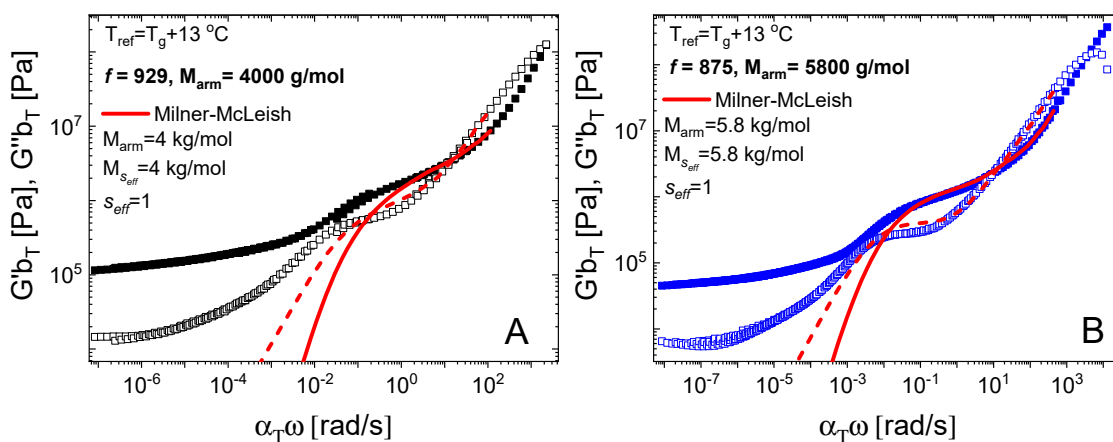 T_ref=T_g+13 °C
f = 929, M_arm= 4000 g/mol
Milner-McLeish
M_arm=4 kg/mol
M_s_eff=4 kg/mol
s_eff=1
A
G'b_T [Pa], G''b_T [Pa]
10^7
10^5
10^-6
10^-4
10^-2
10^0
10^2
α_Tω [rad/s]
T_ref=T_g+13 °C
f = 875, M_arm= 5800 g/mol
Milner-McLeish
M_arm=5.8 kg/mol
M_s_eff=5.8 kg/mol
s_eff=1
B
G'b_T [Pa], G''b_T [Pa]
10^7
10^5
10^-7
10^-5
10^-3
10^-1
10^1
10^3
α_Tω [rad/s]